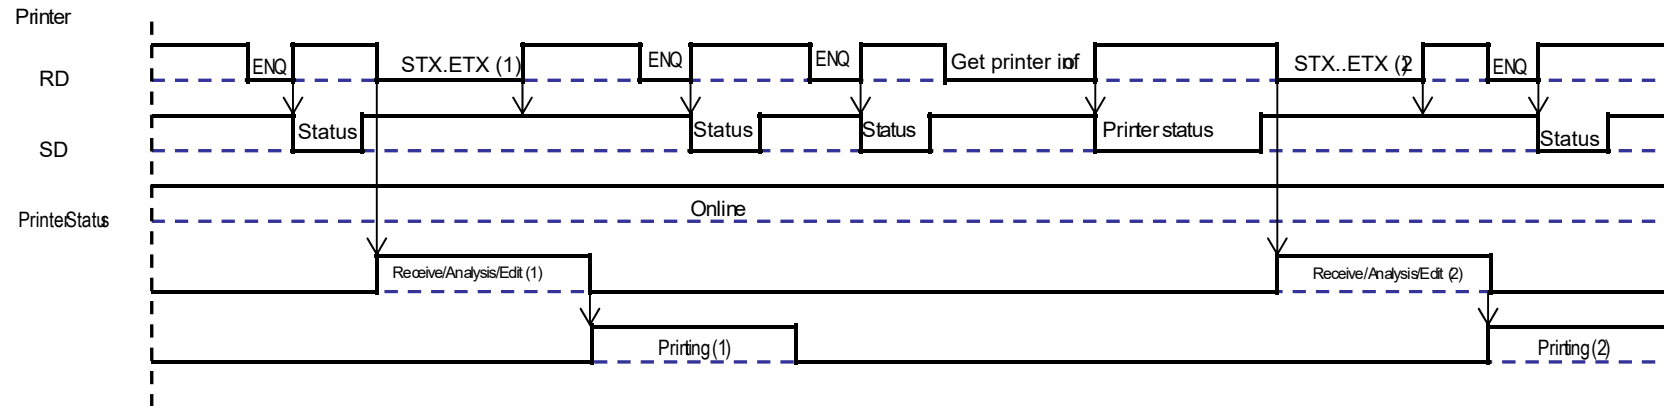 Printer
RD
ENQ
STX.ETX (1)
ENQ
ENQ
Get printer inof
STX..ETX (2
ENQ
SD
Status
Status
Status
Printer status
Status
PrinterStatus
Online
Receive/Analysis/Edit (1)
Receive/Analysis/Edit (2)
Printing (1)
Printing (2)